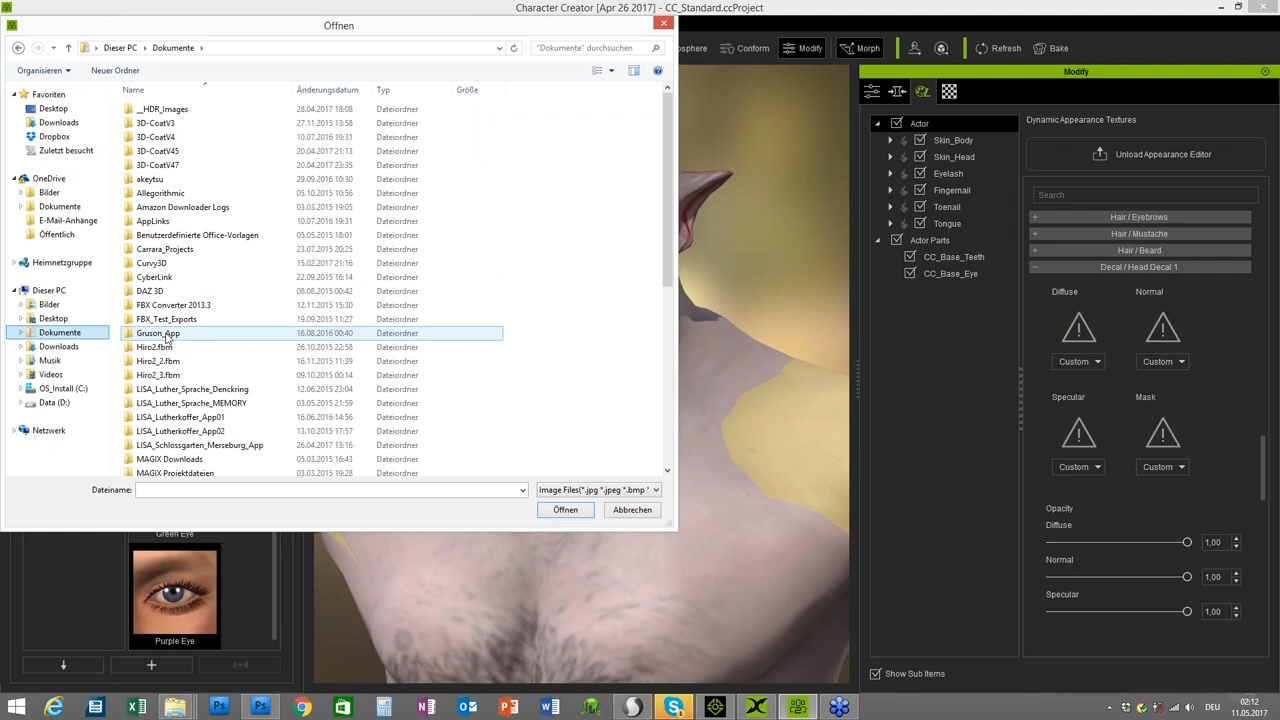 Character Creator [Apr 26 2017] - CC_Standard.ccProject
Öffnen
Dieser PC
Dokumente
"Dokumente" durchsuchen
Organisieren
Neuer Ordner
Name
Änderungsdatum
Typ
Größe
Favoriten
Desktop
Downloads
Dropbox
Zuletzt besucht
OneDrive
Bilder
Dokumente
E-Mail-Anhänge
Öffentlich
Heimnetzgruppe
Dieser PC
Bilder
Desktop
Dokumente
Downloads
Musik
Videos
OS_Install (C:)
Data (D:)
Netzwerk
__HDR_Images 28.04.2017 18:08 Dateiordner
3D-CoatV3 27.11.2015 13:58 Dateiordner
3D-CoatV4 10.07.2016 19:31 Dateiordner
3D-CoatV45 20.04.2017 21:13 Dateiordner
3D-CoatV47 20.04.2017 23:35 Dateiordner
akeytsu 29.09.2016 10:30 Dateiordner
Allegorithmic 05.10.2015 10:56 Dateiordner
Amazon Downloader Logs 03.03.2015 19:05 Dateiordner
AppLinks 10.07.2016 19:31 Dateiordner
Benutzerdefinierte Office-Vorlagen 05.05.2015 18:01 Dateiordner
Carrara_Projects 23.07.2015 20:25 Dateiordner
Curvy3D 15.02.2017 21:16 Dateiordner
CyberLink 22.09.2015 16:14 Dateiordner
DAZ 3D 08.08.2015 00:42 Dateiordner
FBX Converter 2013.3 12.11.2015 15:30 Dateiordner
FBX_Test_Exports 19.09.2015 11:27 Dateiordner
Gruson_App 16.08.2016 00:40 Dateiordner
Hiro2.fbm 26.10.2015 22:58 Dateiordner
Hiro2_2.fbm 16.11.2015 11:39 Dateiordner
Hiro2_3.fbm 09.10.2015 00:14 Dateiordner
LISA_Luther_Sprache_Denckring 12.06.2015 23:04 Dateiordner
LISA_Luther_Sprache_MEMORY 03.05.2015 21:59 Dateiordner
LISA_Lutherkoffer_App01 16.06.2016 14:56 Dateiordner
LISA_Lutherkoffer_App02 13.10.2015 17:57 Dateiordner
LISA_Schlossgarten_Merseburg_App 26.04.2017 13:16 Dateiordner
MAGIX Downloads 05.03.2015 16:43 Dateiordner
MAGIX Projektdateien 03.03.2015 19:28 Dateiordner
Dateiname:
Image Files(*.jpg *.jpeg *.bmp *
Öffnen
Abbrechen
Green Eye
Purple Eye
Conform
Modify
Morph
Refresh
Bake
Modify
Actor
Skin_Body
Skin_Head
Eyelash
Fingernail
Toenail
Tongue
Actor Parts
CC_Base_Teeth
CC_Base_Eye
Show Sub Items
Dynamic Appearance Textures
Unload Appearance Editor
Search
Hair / Eyebrows
Hair / Mustache
Hair / Beard
Decal / Head Decal 1
Diffuse Normal
Custom Custom
Specular Mask
Custom Custom
Opacity
Diffuse
1,00
Normal
1,00
Specular
1,00
DEU
02:12
11.05.2017